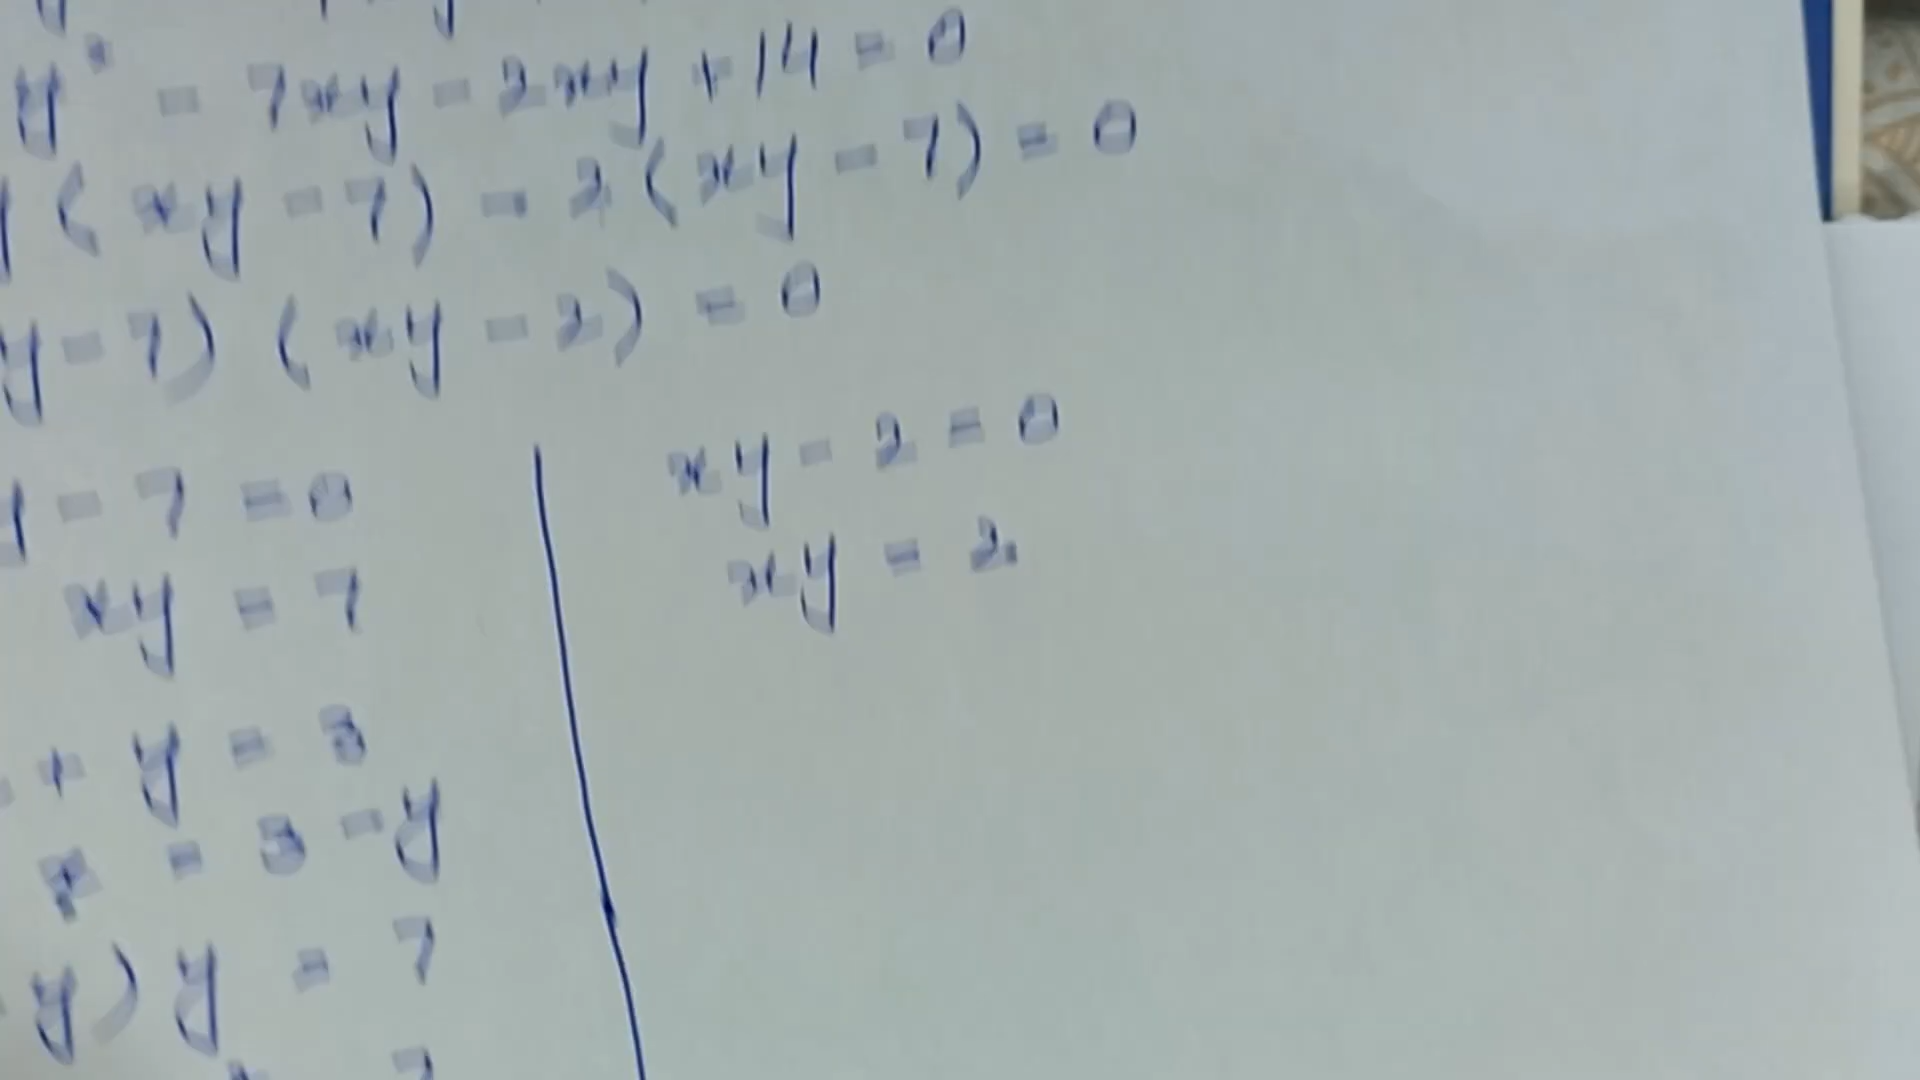 y² - 7xy - 2xy + 14 = 0
y(xy - 7) - 2(xy - 7) = 0
y - 7)(xy - 2) = 0
y - 7 = 0
xy = 7
+ y = 3
x = 3 - y
y)y = 7
xy - 2 = 0
xy = 2